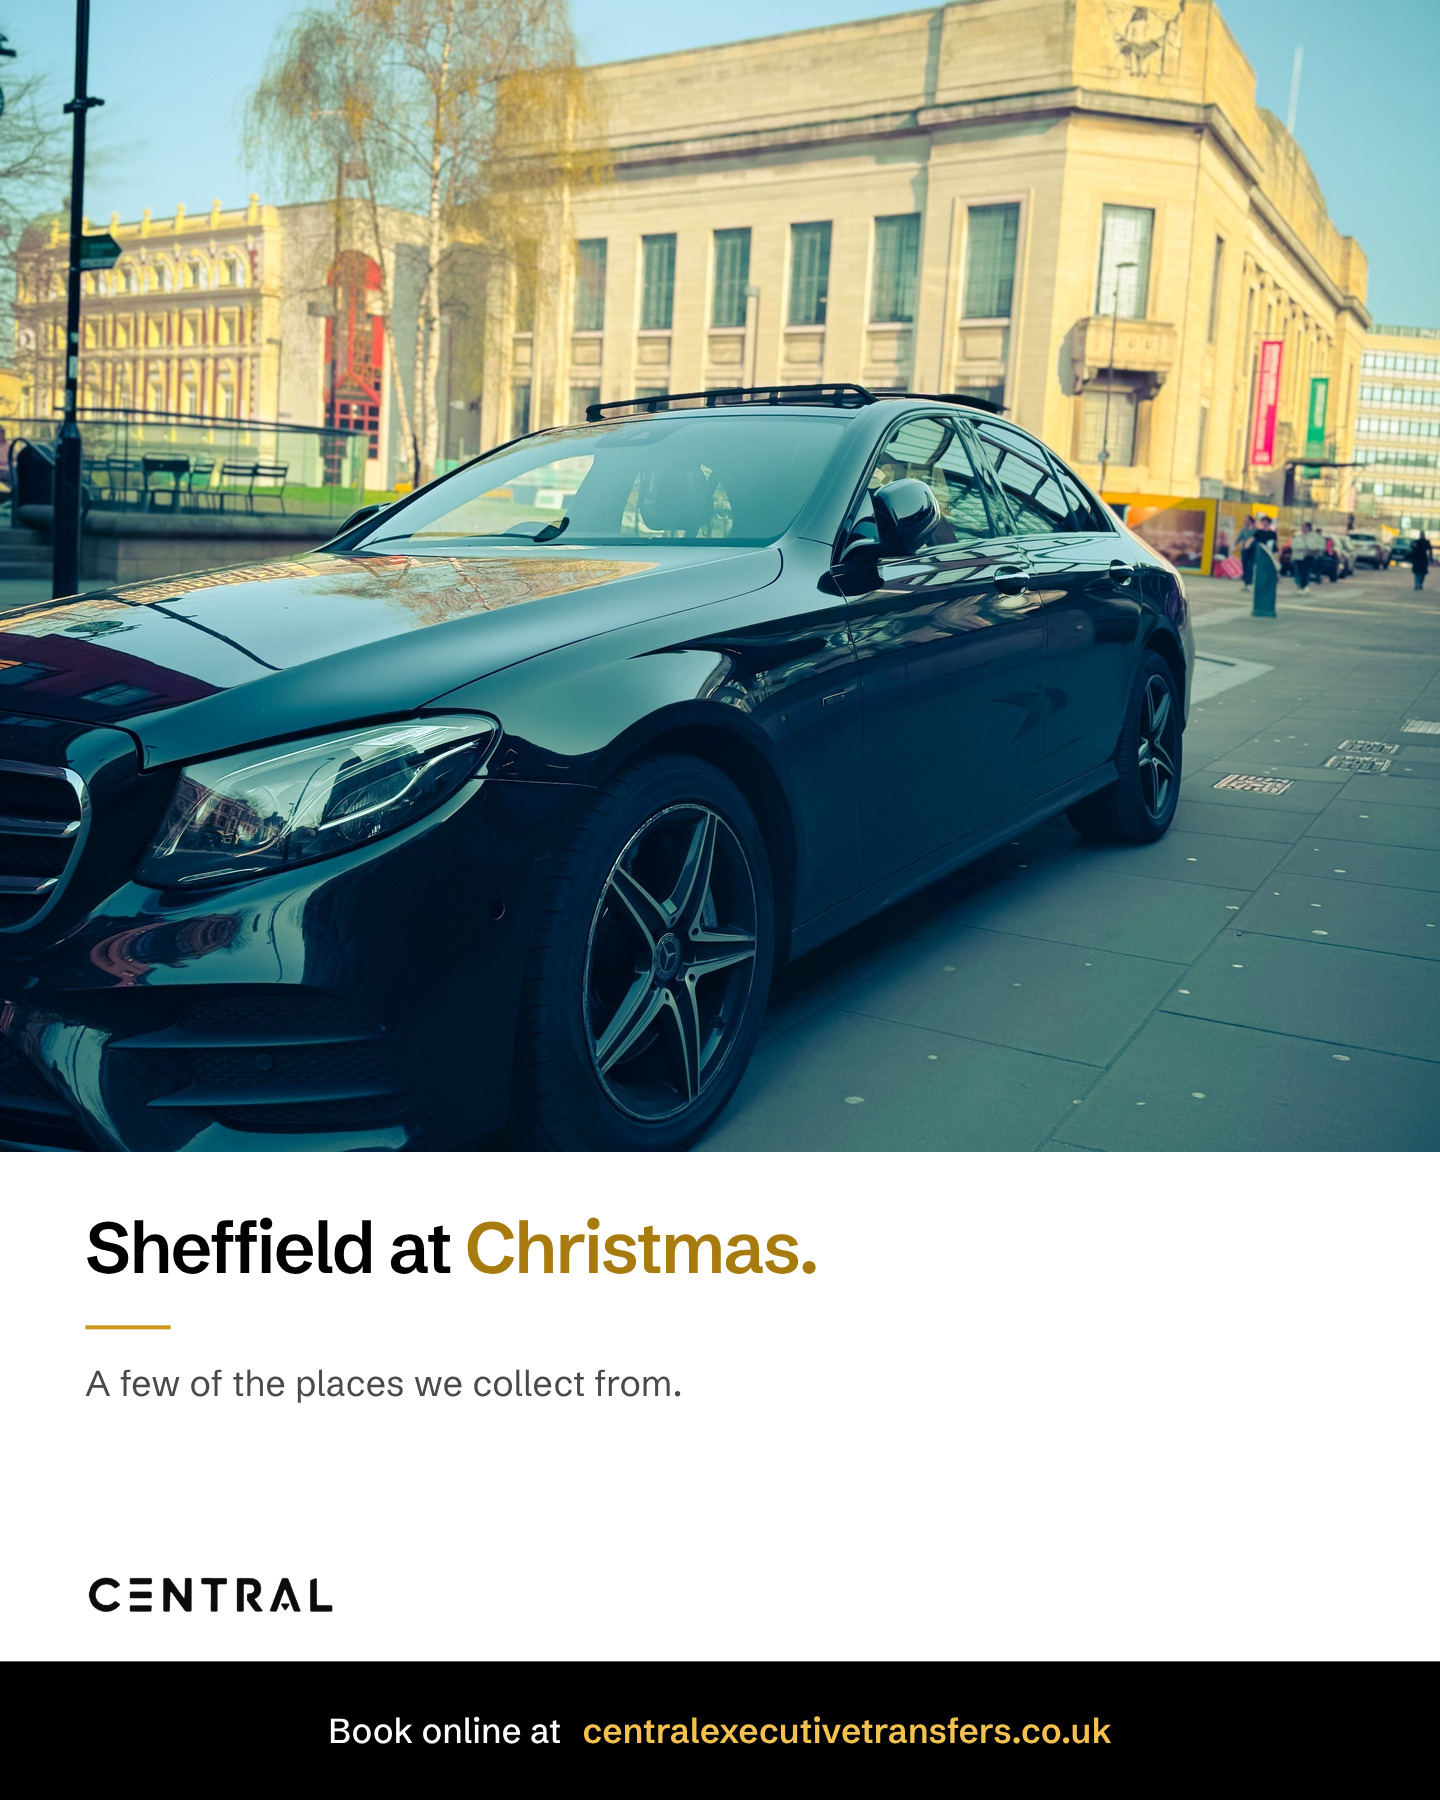 Sheffield at Christmas.
A few of the places we collect from.
CENTRAL
Book online at centralexecutivetransfers.co.uk